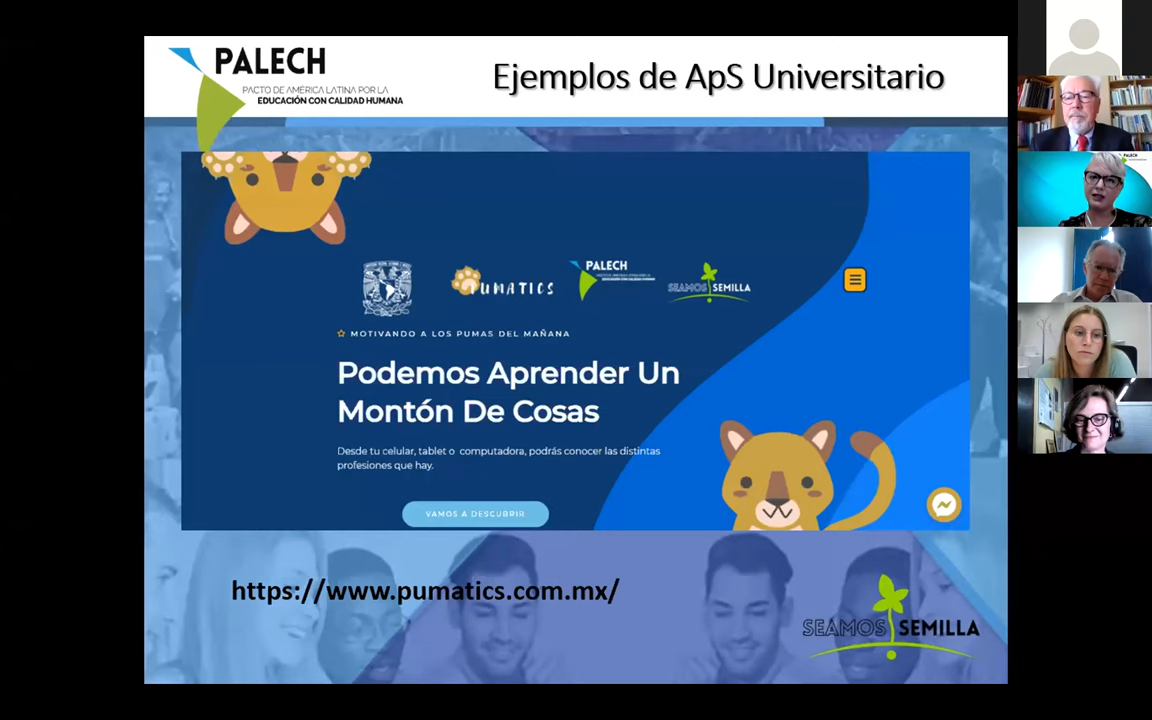 PALECH
PACTO DE AMÉRICA LATINA POR LA
EDUCACIÓN CON CALIDAD HUMANA
Ejemplos de ApS Universitario
PUMATICS
PALECH
SEAMOS SEMILLA
MOTIVANDO A LOS PUMAS DEL MAÑANA
Podemos Aprender Un
Montón De Cosas
Desde tu celular, tablet o computadora, podrás conocer las distintas
profesiones que hay.
VAMOS A DESCUBRIR
https://www.pumatics.com.mx/
SEAMOS SEMILLA